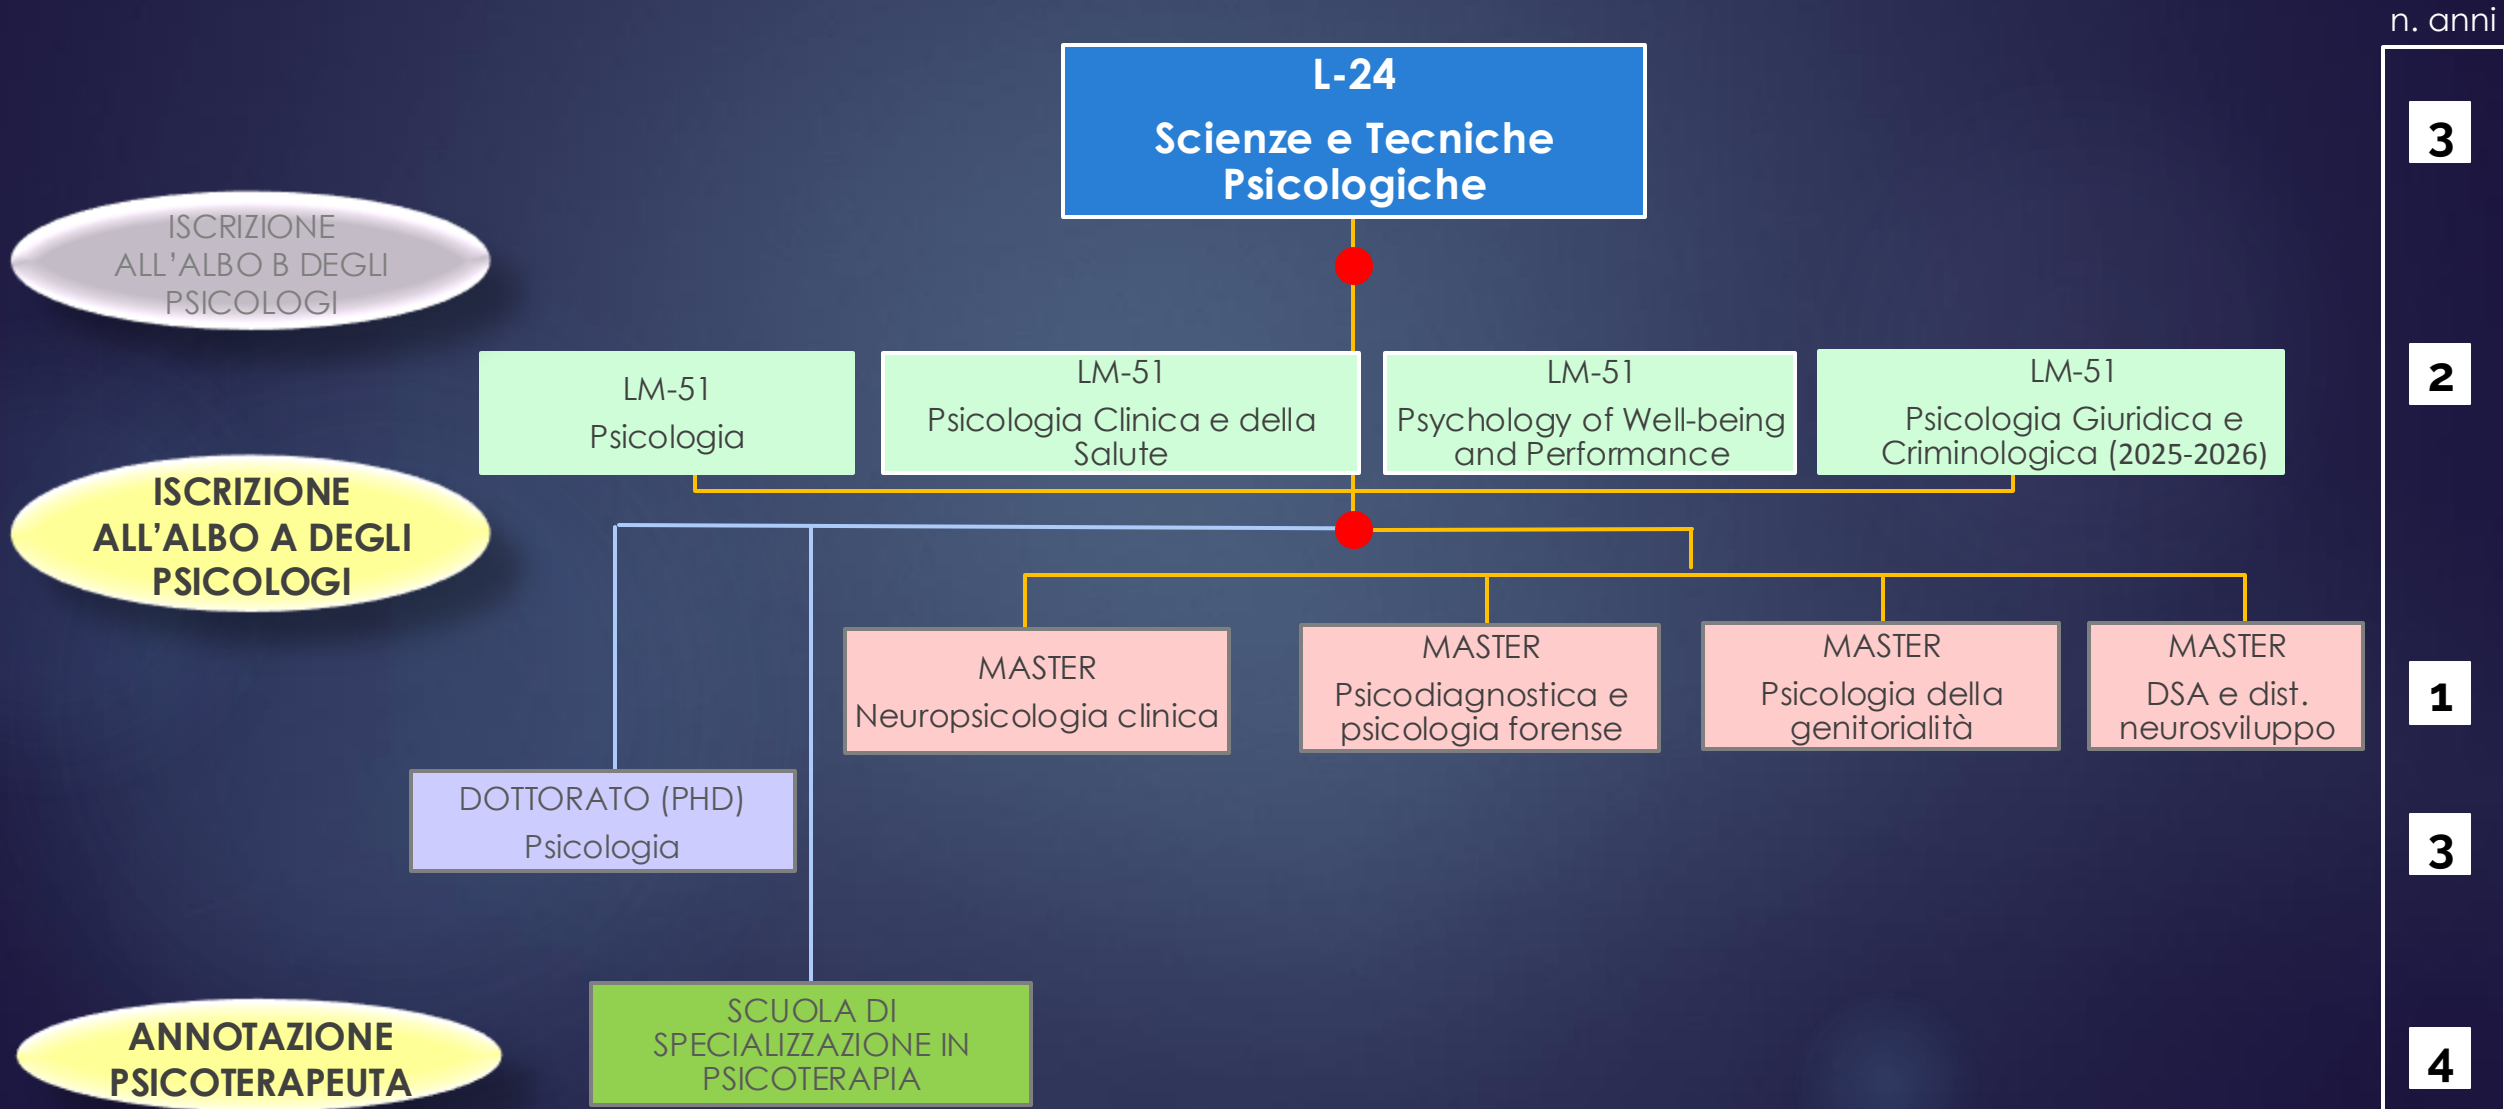 n. anni
L-24
Scienze e Tecniche
Psicologiche
3
ISCRIZIONE
ALL’ALBO B DEGLI
PSICOLOGI
LM-51
Psicologia
LM-51
Psicologia Clinica e della
Salute
LM-51
Psychology of Well-being
and Performance
LM-51
Psicologia Giuridica e
Criminologica (2025-2026)
2
ISCRIZIONE
ALL’ALBO A DEGLI
PSICOLOGI
MASTER
Neuropsicologia clinica
MASTER
Psicodiagnostica e
psicologia forense
MASTER
Psicologia della
genitorialità
MASTER
DSA e dist.
neurosviluppo
1
DOTTORATO (PHD)
Psicologia
3
ANNOTAZIONE
PSICOTERAPEUTA
SCUOLA DI
SPECIALIZZAZIONE IN
PSICOTERAPIA
4